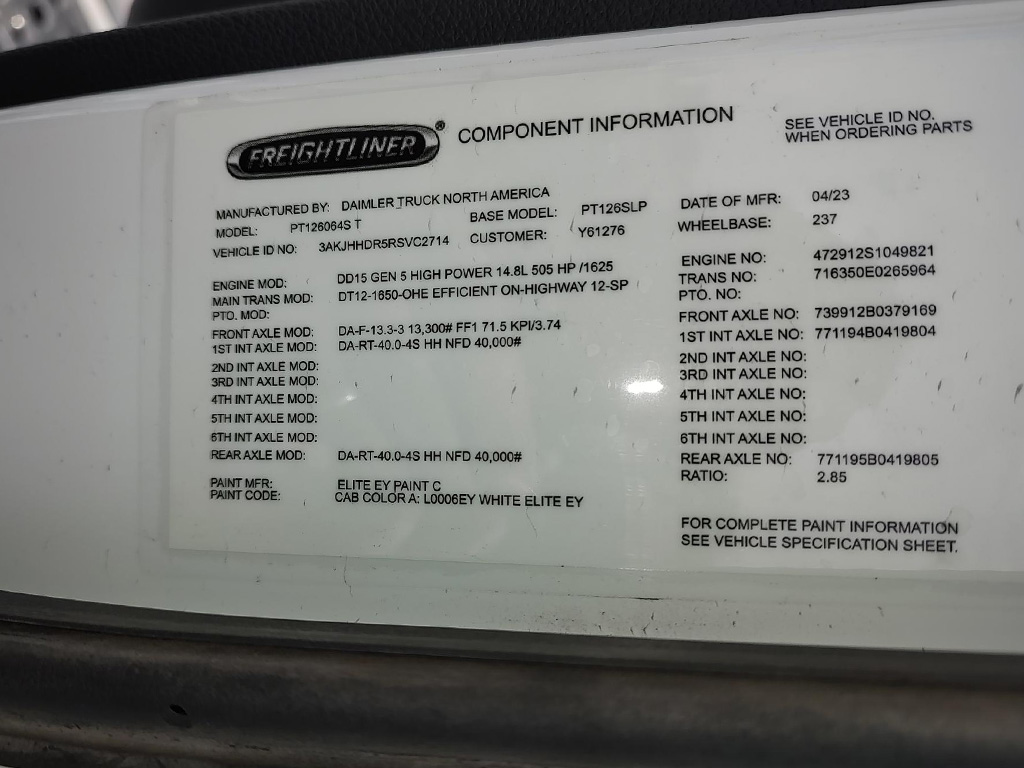 FREIGHTLINER® COMPONENT INFORMATION SEE VEHICLE ID NO.
WHEN ORDERING PARTS
MANUFACTURED BY: DAIMLER TRUCK NORTH AMERICA DATE OF MFR: 04/23
MODEL: PT126064S T BASE MODEL: PT126SLP WHEELBASE: 237
VEHICLE ID NO: 3AKJHHDR5RSVC2714 CUSTOMER: Y61276
ENGINE MOD: DD15 GEN 5 HIGH POWER 14.8L 505 HP /1625 ENGINE NO: 472912S1049821
MAIN TRANS MOD: DT12-1650-OHE EFFICIENT ON-HIGHWAY 12-SP TRANS NO: 716350E0265964
PTO. MOD: PTO. NO:
FRONT AXLE MOD: DA-F-13.3-3 13,300# FF1 71.5 KPI/3.74 FRONT AXLE NO: 739912B0379169
1ST INT AXLE MOD: DA-RT-40.0-4S HH NFD 40,000# 1ST INT AXLE NO: 771194B0419804
2ND INT AXLE MOD: 2ND INT AXLE NO:
3RD INT AXLE MOD: 3RD INT AXLE NO:
4TH INT AXLE MOD: 4TH INT AXLE NO:
5TH INT AXLE MOD: 5TH INT AXLE NO:
6TH INT AXLE MOD: 6TH INT AXLE NO:
REAR AXLE MOD: DA-RT-40.0-4S HH NFD 40,000# REAR AXLE NO: 771195B0419805
RATIO: 2.85
PAINT MFR: ELITE EY PAINT C
PAINT CODE: CAB COLOR A: L0006EY WHITE ELITE EY
FOR COMPLETE PAINT INFORMATION
SEE VEHICLE SPECIFICATION SHEET.